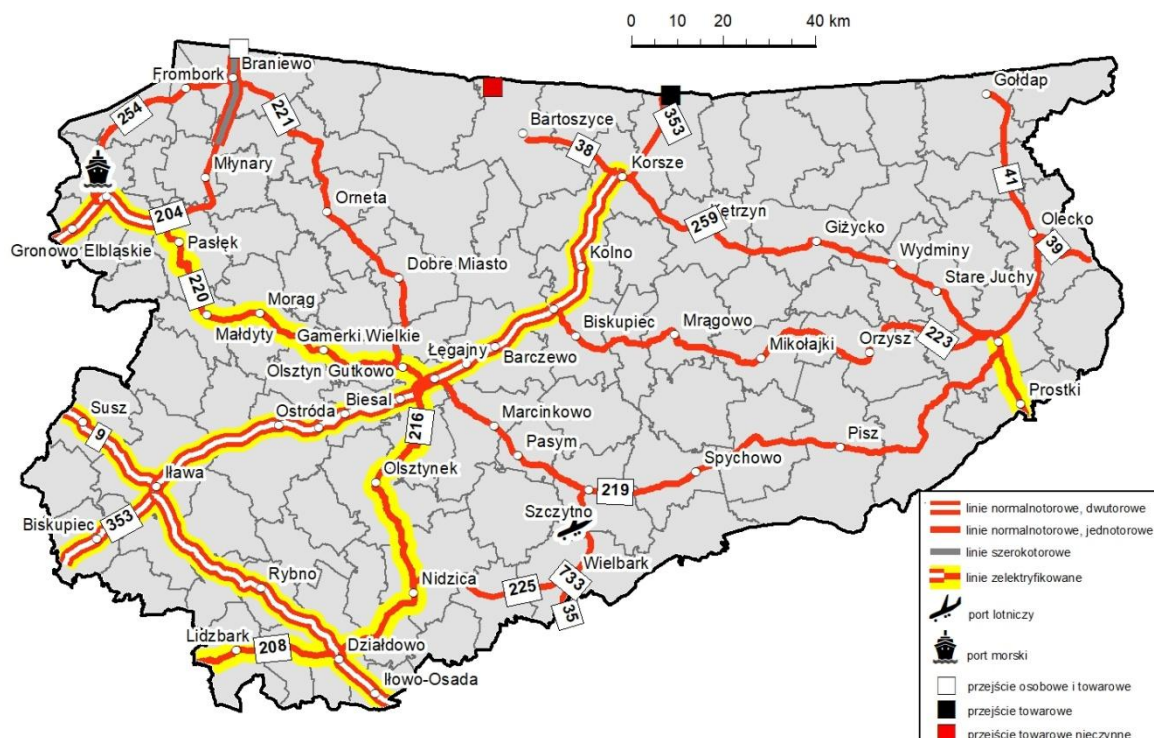 0 10 20 40 km
Braniewo
Frombork
Gołdap
254
221
353
Bartoszyce
38
Korsze
Młynary
41
Orneta
259
Kętrzyn
Olecko
204
Giżycko
39
Gronowo Elbląskie
Pasłęk
Wydminy
Dobre Miasto
Kolno
Stare Juchy
220
Morąg
Małdyty
Gamerki Wielkie
Biskupiec
Mrągowo
Orzysz
223
Łęgajny
Barczewo
Mikołajki
Olsztyn Gutkowo
Biesal
Prostki
Susz
Ostróda
Marcinkowo
9
216
Pasym
Pisz
Iława
Olsztynek
Spychowo
219
Biskupiec
353
Szczytno
Rybno
Nidzica
Wielbark
225
733
35
Lidzbark
208
Działdowo
Iłowo-Osada
linie normalnotorowe, dwutorowe
linie normalnotorowe, jednotorowe
linie szerokotorowe
linie zelektryfikowane
port lotniczy
port morski
przejście osobowe i towarowe
przejście towarowe
przejście towarowe nieczynne